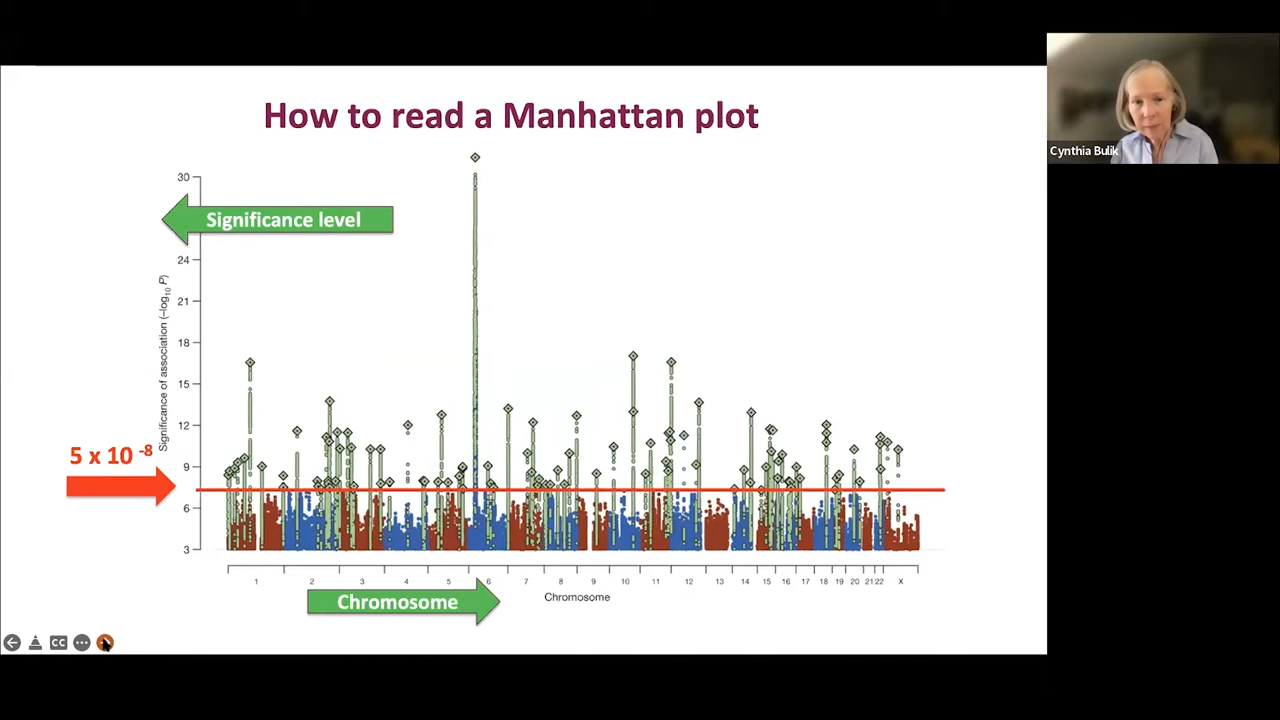 How to read a Manhattan plot
Cynthia Bulik
30
Significance level
24
21
18
15
12
9
6
3
Significance of association (–log10 P)
5 x 10 -8
1 2 3 4 5 6 7 8 9 10 11 12 13 14 15 16 17 18 19 20 21 22 X
Chromosome
Chromosome
CC